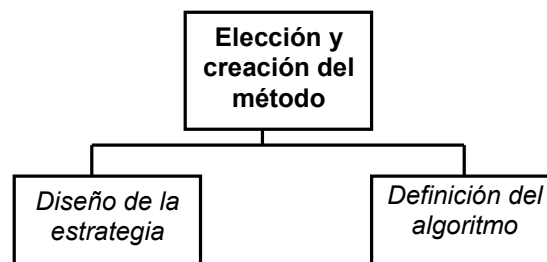 Elección y
creación del
método
Diseño de la
estrategia
Definición del
algoritmo